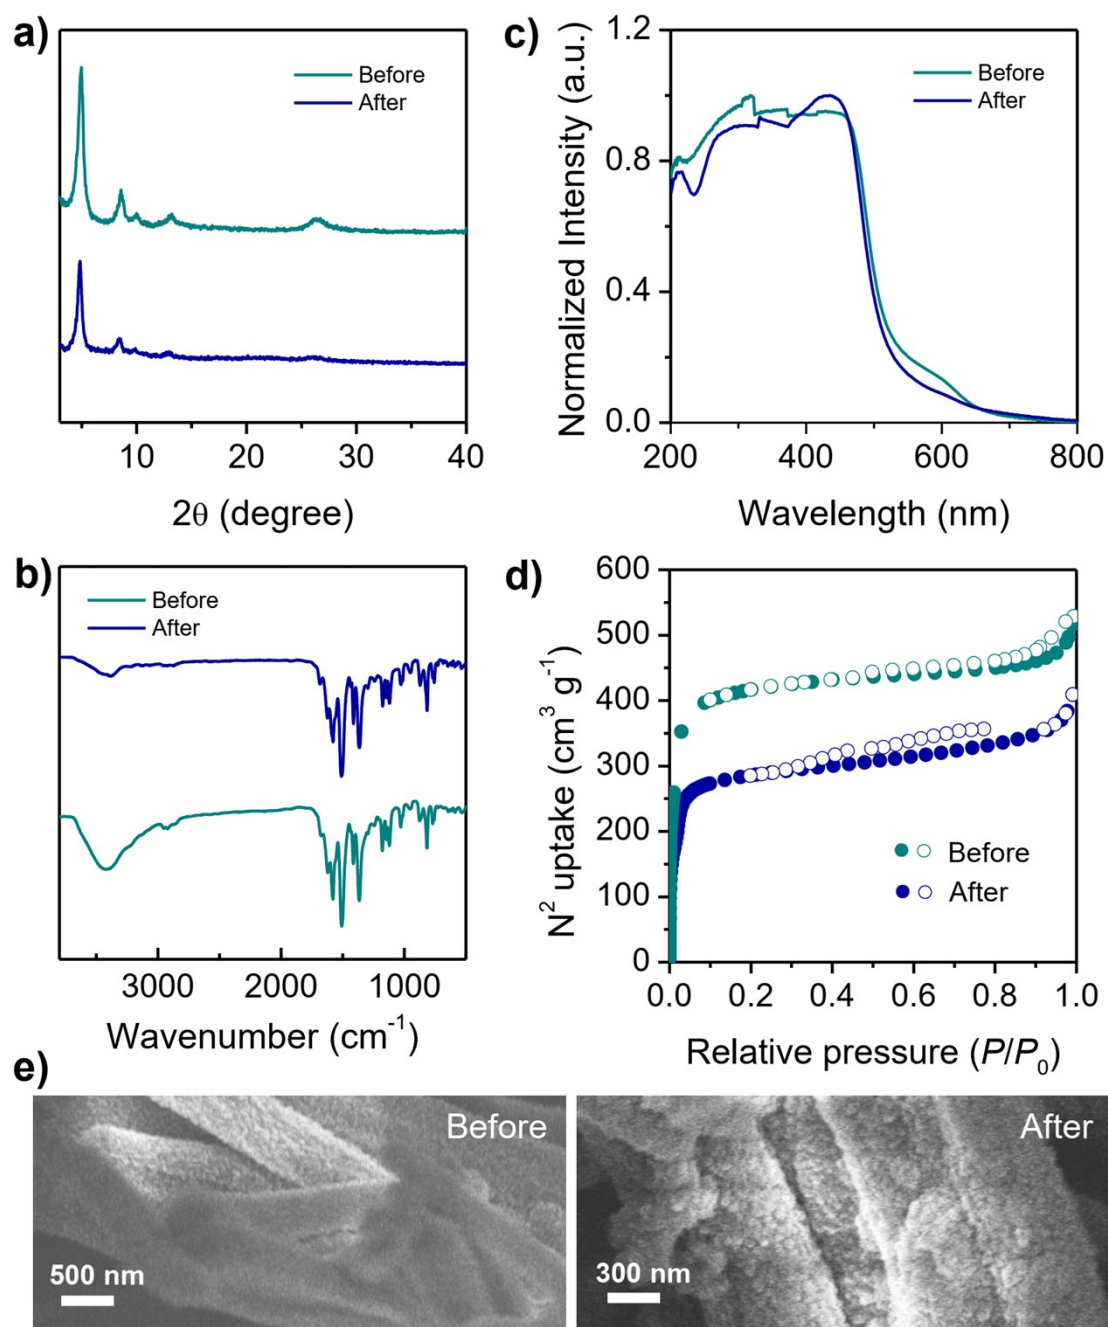 a)
Before
After
10 20 30 40
2θ (degree)
c)
Normalized Intensity (a.u.)
1.2
0.8
0.4
0.0
Before
After
200 400 600 800
Wavelength (nm)
b)
Before
After
3000 2000 1000
Wavenumber (cm⁻¹)
d)
N² uptake (cm³ g⁻¹)
600
500
400
300
200
100
0
Before
After
0.0 0.2 0.4 0.6 0.8 1.0
Relative pressure (P/P₀)
e)
Before
500 nm
After
300 nm